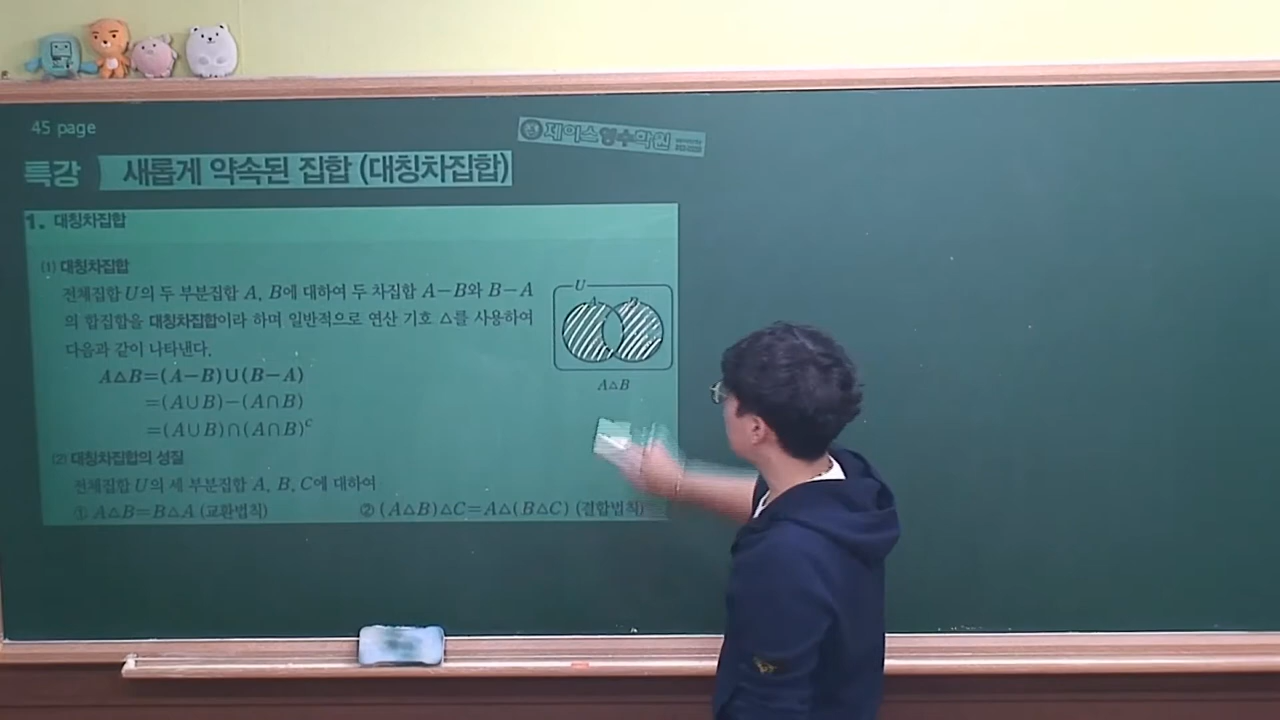 45 page
제이스영수학원
특강 새롭게 약속된 집합 (대칭차집합)
1. 대칭차집합
(1) 대칭차집합
전체집합 U의 두 부분집합 A, B에 대하여 두 차집합 A-B와 B-A
의 합집합을 대칭차집합이라 하며 일반적으로 연산 기호 △를 사용하여
다음과 같이 나타낸다.
A△B=(A-B)∪(B-A)
=(A∪B)-(A∩B)
=(A∪B)∩(A∩B)ᶜ
U
A B
A△B
(2) 대칭차집합의 성질
전체집합 U의 세 부분집합 A, B, C에 대하여
① A△B=B△A (교환법칙) ② (A△B)△C=A△(B△C) (결합법칙)